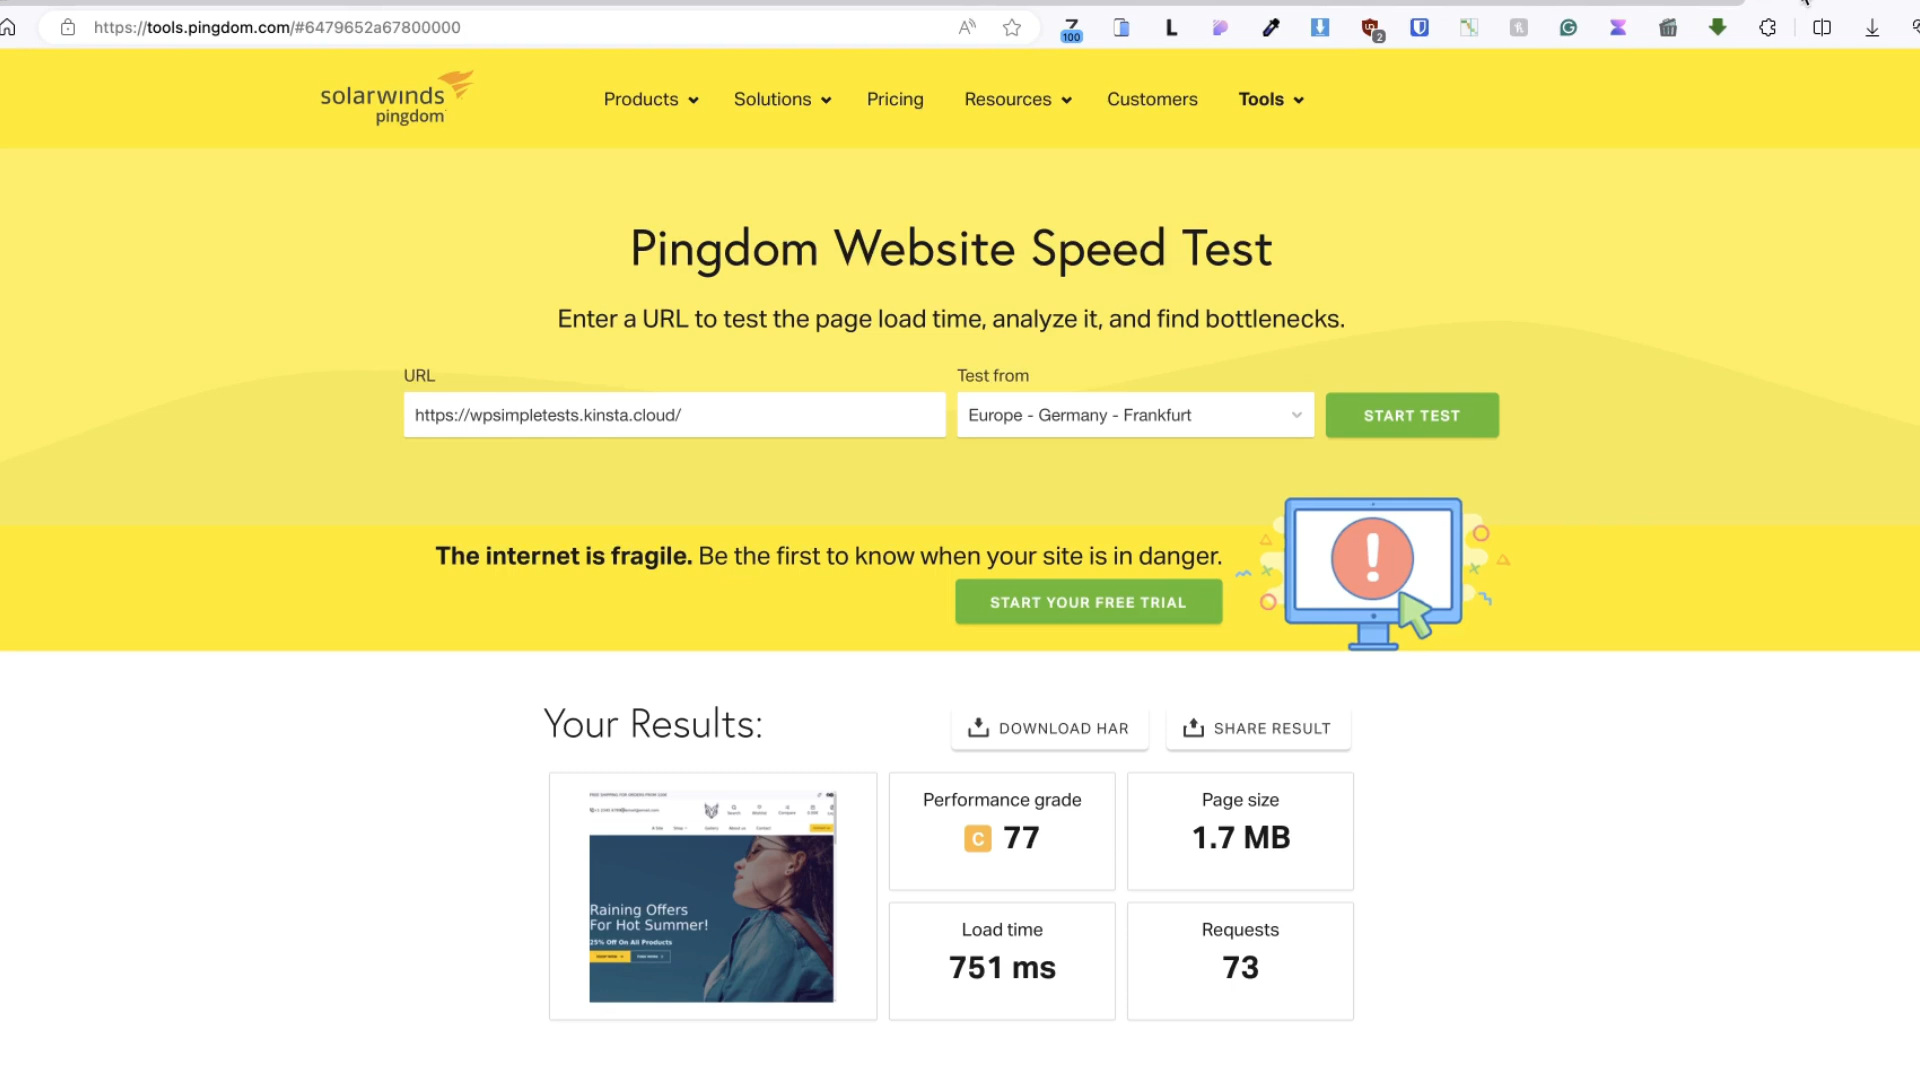 https://tools.pingdom.com/#6479652a67800000
100
L
2
solarwinds
pingdom
Products
Solutions
Pricing
Resources
Customers
Tools
Pingdom Website Speed Test
Enter a URL to test the page load time, analyze it, and find bottlenecks.
URL
Test from
https://wpsimpletests.kinsta.cloud/
Europe - Germany - Frankfurt
START TEST
The internet is fragile. Be the first to know when your site is in danger.
START YOUR FREE TRIAL
Your Results:
DOWNLOAD HAR
SHARE RESULT
Raining Offers
For Hot Summer!
25% Off On All Products
Performance grade
C 77
Page size
1.7 MB
Load time
751 ms
Requests
73